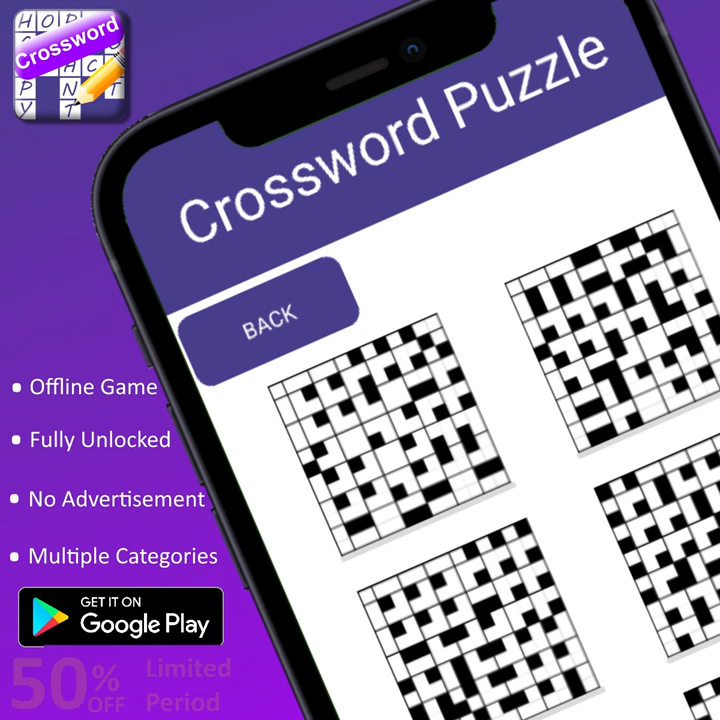 Crossword
Crossword Puzzle
BACK
• Offline Game
• Fully Unlocked
• No Advertisement
• Multiple Categories
GET IT ON
Google Play
50% OFF
Limited
Period